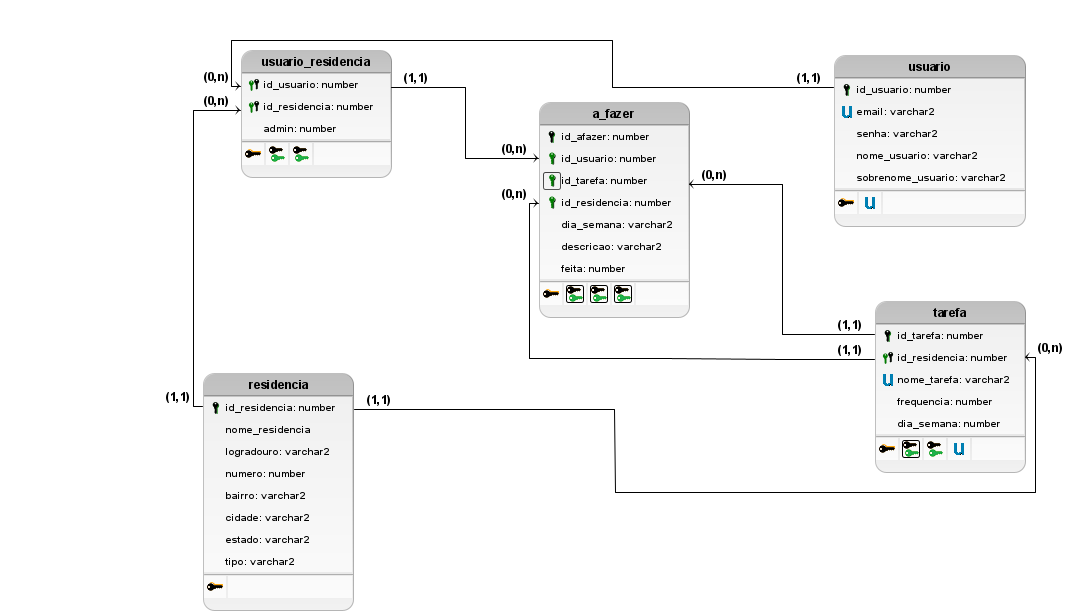 usuario_residencia
id_usuario: number
id_residencia: number
admin: number
(0,n)
(0,n)
(1,1)
usuario
id_usuario: number
email: varchar2
senha: varchar2
nome_usuario: varchar2
sobrenome_usuario: varchar2
U
U
(1,1)
a_fazer
id_afazer: number
id_usuario: number
id_tarefa: number
id_residencia: number
dia_semana: varchar2
descricao: varchar2
feita: number
(0,n)
(0,n)
(0,n)
tarefa
id_tarefa: number
id_residencia: number
nome_tarefa: varchar2
frequencia: number
dia_semana: number
U
U
(1,1)
(1,1)
(0,n)
residencia
id_residencia: number
nome_residencia
logradouro: varchar2
numero: number
bairro: varchar2
cidade: varchar2
estado: varchar2
tipo: varchar2
(1,1)
(1,1)